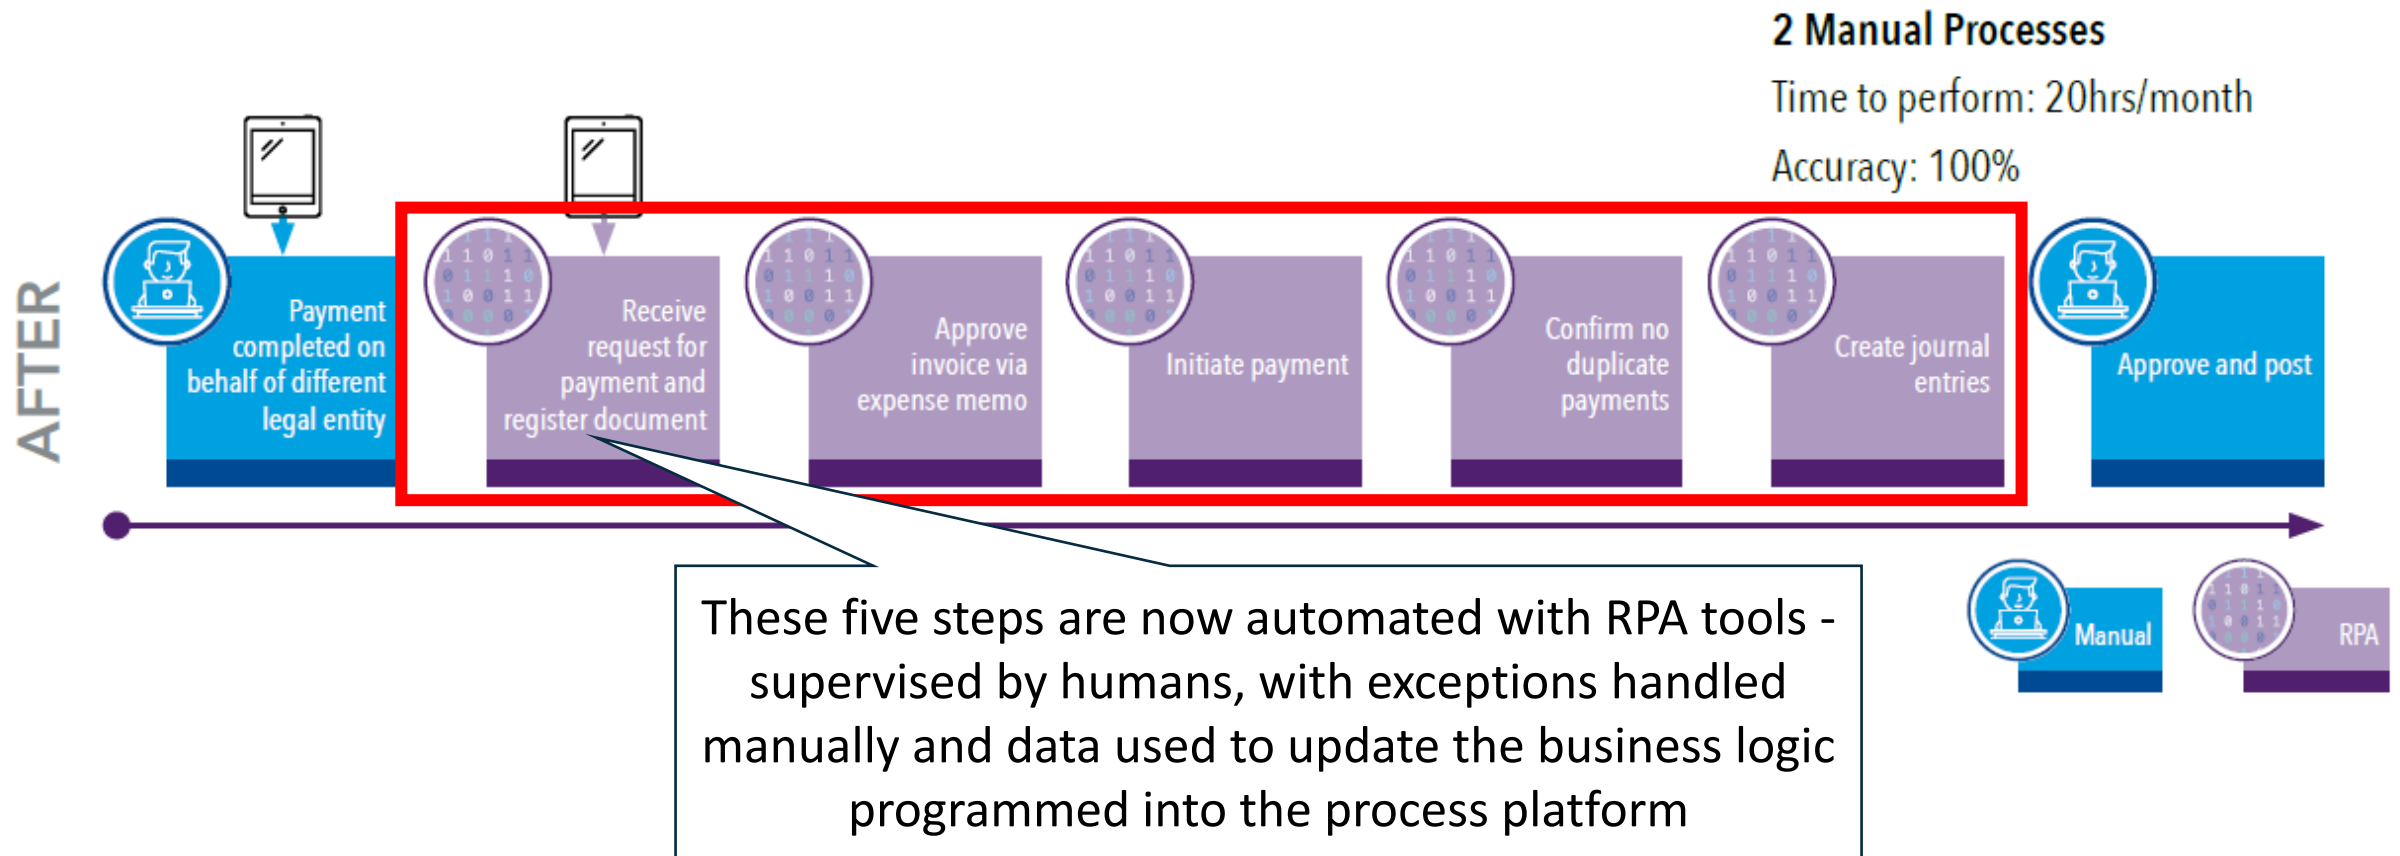 2 Manual Processes
Time to perform: 20hrs/month
Accuracy: 100%
AFTER
Payment
completed on
behalf of different
legal entity
Receive
request for
payment and
register document
Approve
invoice via
expense memo
Initiate payment
Confirm no
duplicate
payments
Create journal
entries
Approve and post
These five steps are now automated with RPA tools -
supervised by humans, with exceptions handled
manually and data used to update the business logic
programmed into the process platform
Manual
RPA